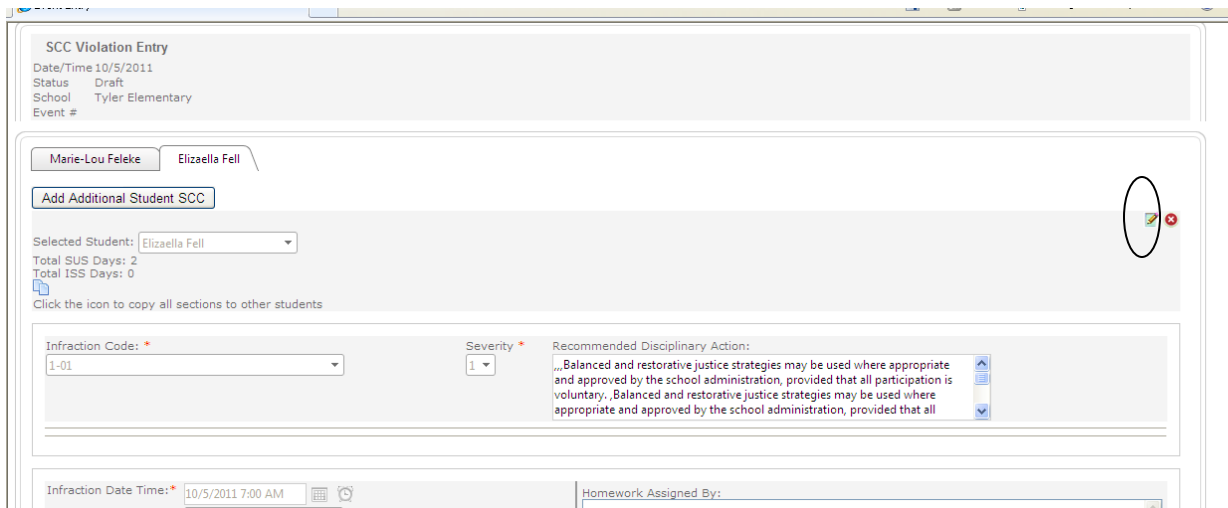 Event Entry
SCC Violation Entry
Date/Time 10/5/2011
Status Draft
School Tyler Elementary
Event #
Marie-Lou Feleke Elizaella Fell
Add Additional Student SCC
Selected Student: Elizaella Fell
Total SUS Days: 2
Total ISS Days: 0
Click the icon to copy all sections to other students
Infraction Code: * Severity * Recommended Disciplinary Action:
1-01 1 ,,,Balanced and restorative justice strategies may be used where appropriate
and approved by the school administration, provided that all participation is
voluntary. ,Balanced and restorative justice strategies may be used where
appropriate and approved by the school administration, provided that all
Infraction Date Time:* 10/5/2011 7:00 AM Homework Assigned By: